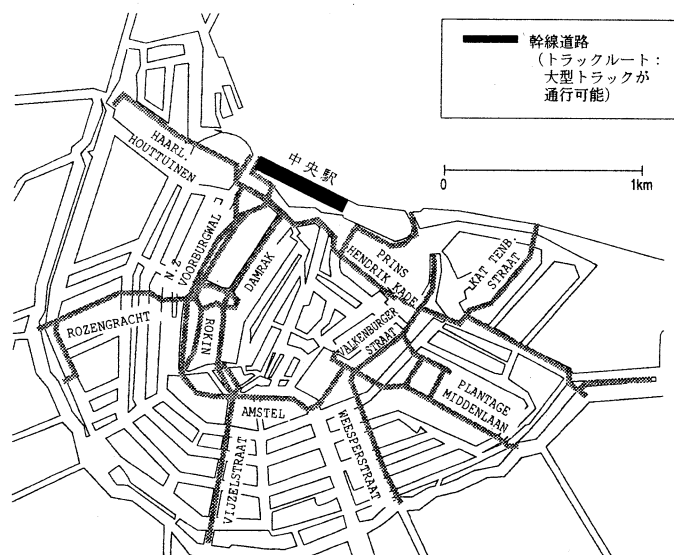 幹線道路
(トラックルート:
大型トラックが
通行可能)
0 1km
中央駅
HAARL.
HOUTTUINEN
N.Z.
VOORBURGWAL
DAMRAK
PRINS
HENDRIK KADE
KAT TENB.
STRAAT
ROZENGRACHT
ROKIN
VALKENBURGER
STRAAT
PLANTAGE
MIDDENLAAN
AMSTEL
VIJZELSTRAAT
WEESPERSTRAAT